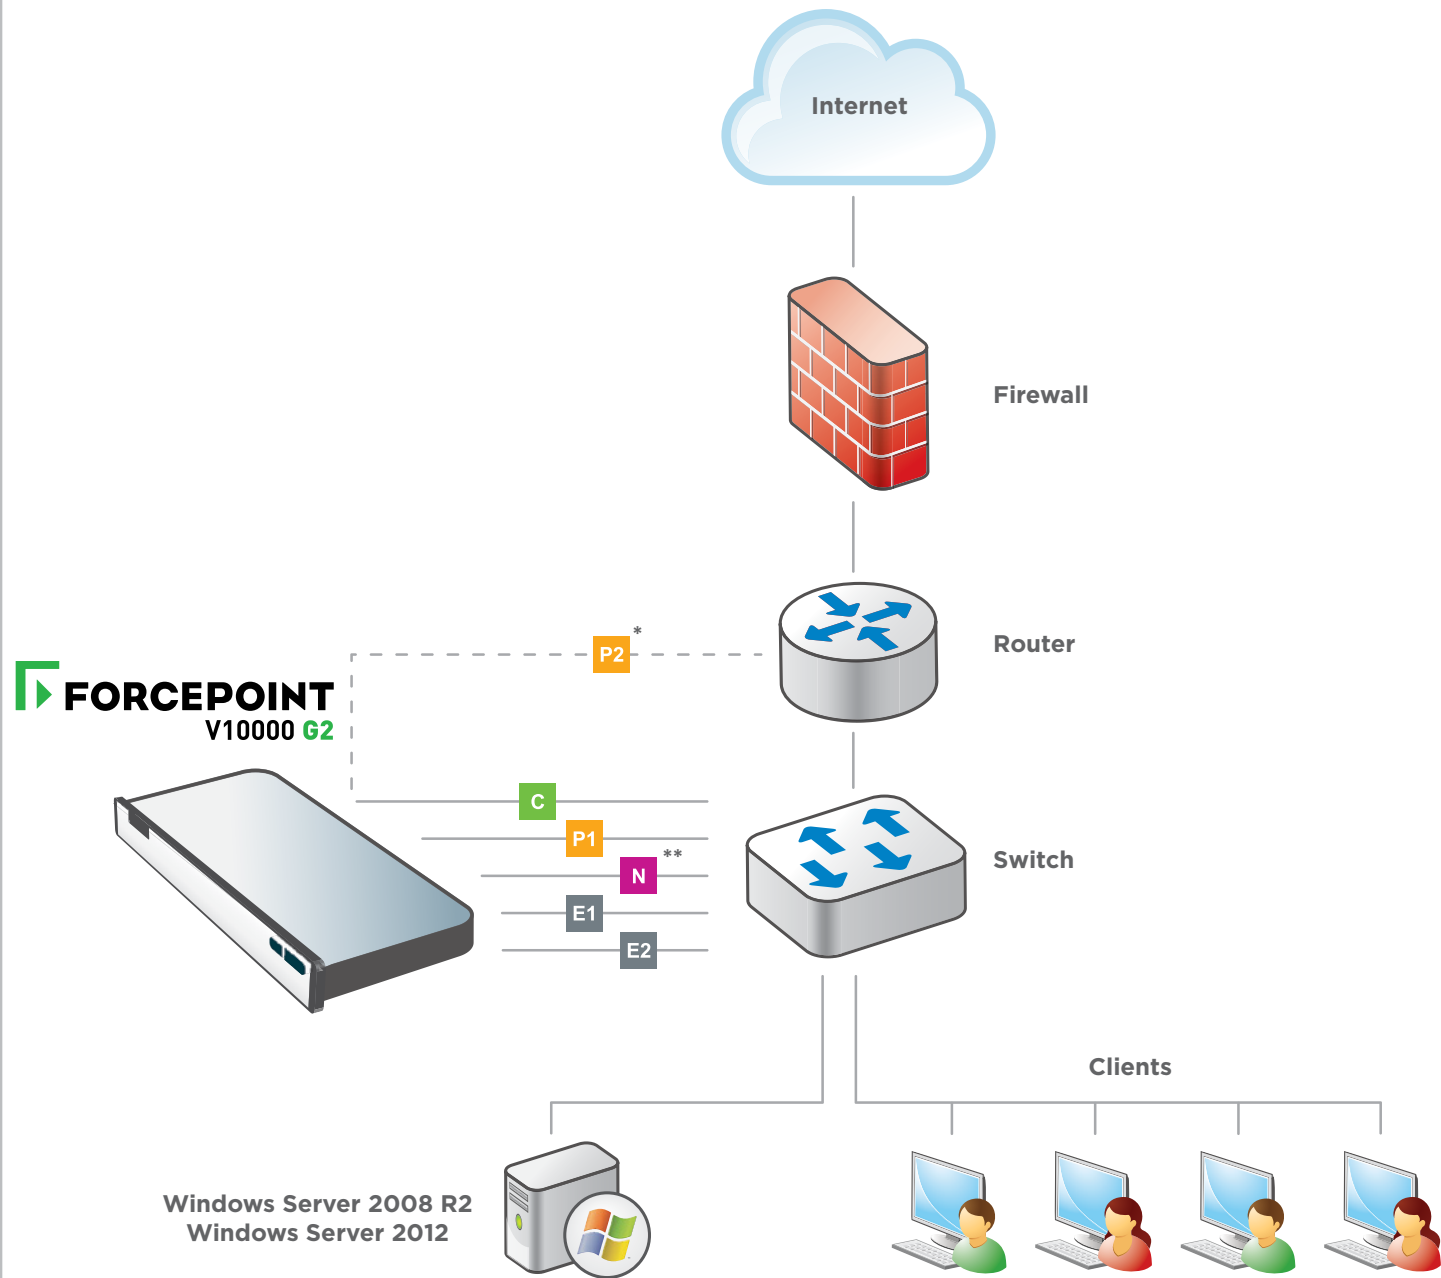 Internet
Firewall
P2 *
Router
FORCEPOINT
V10000 G2
C
P1
N **
Switch
E1
E2
Clients
Windows Server 2008 R2
Windows Server 2012